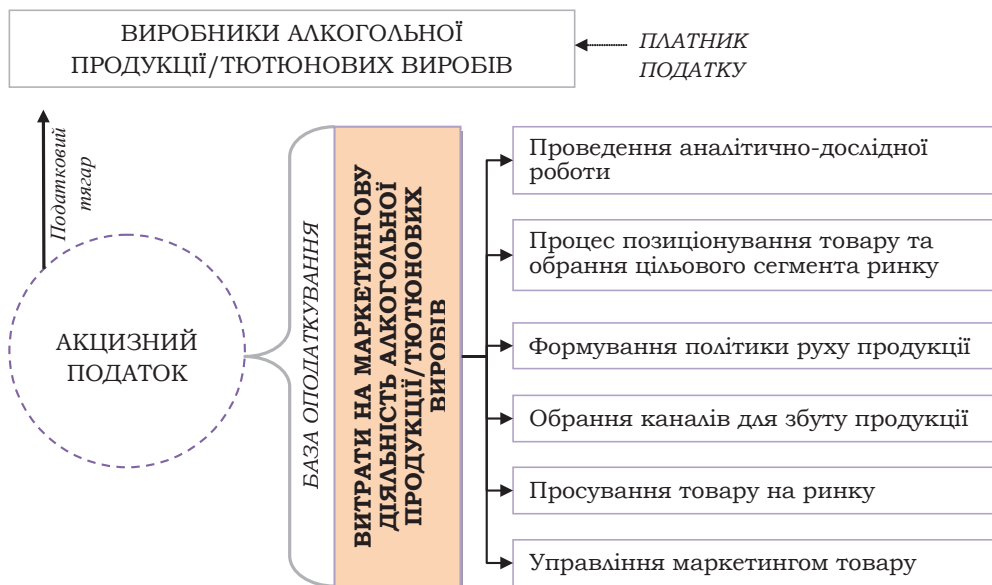 ВИРОБНИКИ АЛКОГОЛЬНОЇ
ПРОДУКЦІЇ/ТЮТЮНОВИХ ВИРОБІВ
ПЛАТНИК
ПОДАТКУ
Податковий
тягар
АКЦИЗНИЙ
ПОДАТОК
БАЗА ОПОДАТКУВАННЯ
ВИТРАТИ НА МАРКЕТИНГОВУ
ДІЯЛЬНІСТЬ АЛКОГОЛЬНОЇ
ПРОДУКЦІЇ/ТЮТЮНОВИХ
ВИРОБІВ
Проведення аналітично-дослідної
роботи
Процес позиціонування товару та
обрання цільового сегмента ринку
Формування політики руху продукції
Обрання каналів для збуту продукції
Просування товару на ринку
Управління маркетингом товару